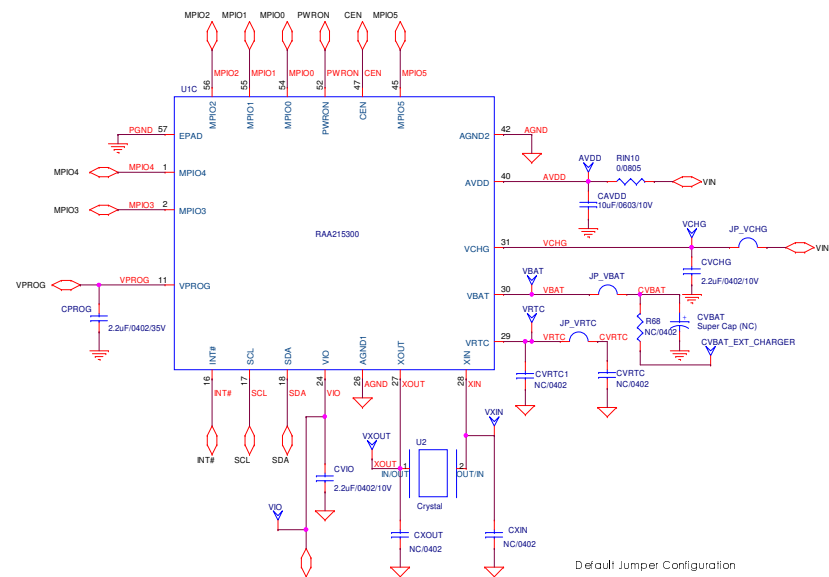 MPIO2 MPIO1 MPIO0 PWRON CEN MPIO5
MPIO2 MPIO1 MPIO0 PWRON CEN MPIO5
U1C 56 55 54 52 47 45
MPIO2 MPIO1 MPIO0 PWRON CEN MPIO5
PGND 57 EPAD
AGND2 42 AGND
MPIO4 MPIO4 1 MPIO4
AVDD 40 AVDD
AVDD
RIN10
0/0805
VIN
CAVDD
10uF/0603/10V
MPIO3 MPIO3 2 MPIO3
RAA215300
VCHG 31 VCHG
VCHG
JP_VCHG
VIN
CVCHG
2.2uF/0402/10V
VPROG VPROG 11 VPROG
CPROG
2.2uF/0402/35V
VBAT 30 VBAT
VBAT
JP_VBAT
CVBAT
R68
NC/0402
+
CVBAT
Super Cap (NC)
CVBAT_EXT_CHARGER
VRTC 29 VRTC
VRTC
JP_VRTC
CVRTC
CVRTC1
NC/0402
CVRTC
NC/0402
INT# SCL SDA VIO AGND1 XOUT XIN
16 17 18 24 26 27 28
INT# SCL SDA VIO AGND XOUT XIN
INT# SCL SDA
CVIO
2.2uF/0402/10V
VIO
VXOUT
XOUT
U2
1 2
IN/OUT OUT/IN
Crystal
VXIN
CXOUT
NC/0402
CXIN
NC/0402
Default Jumper Configuration